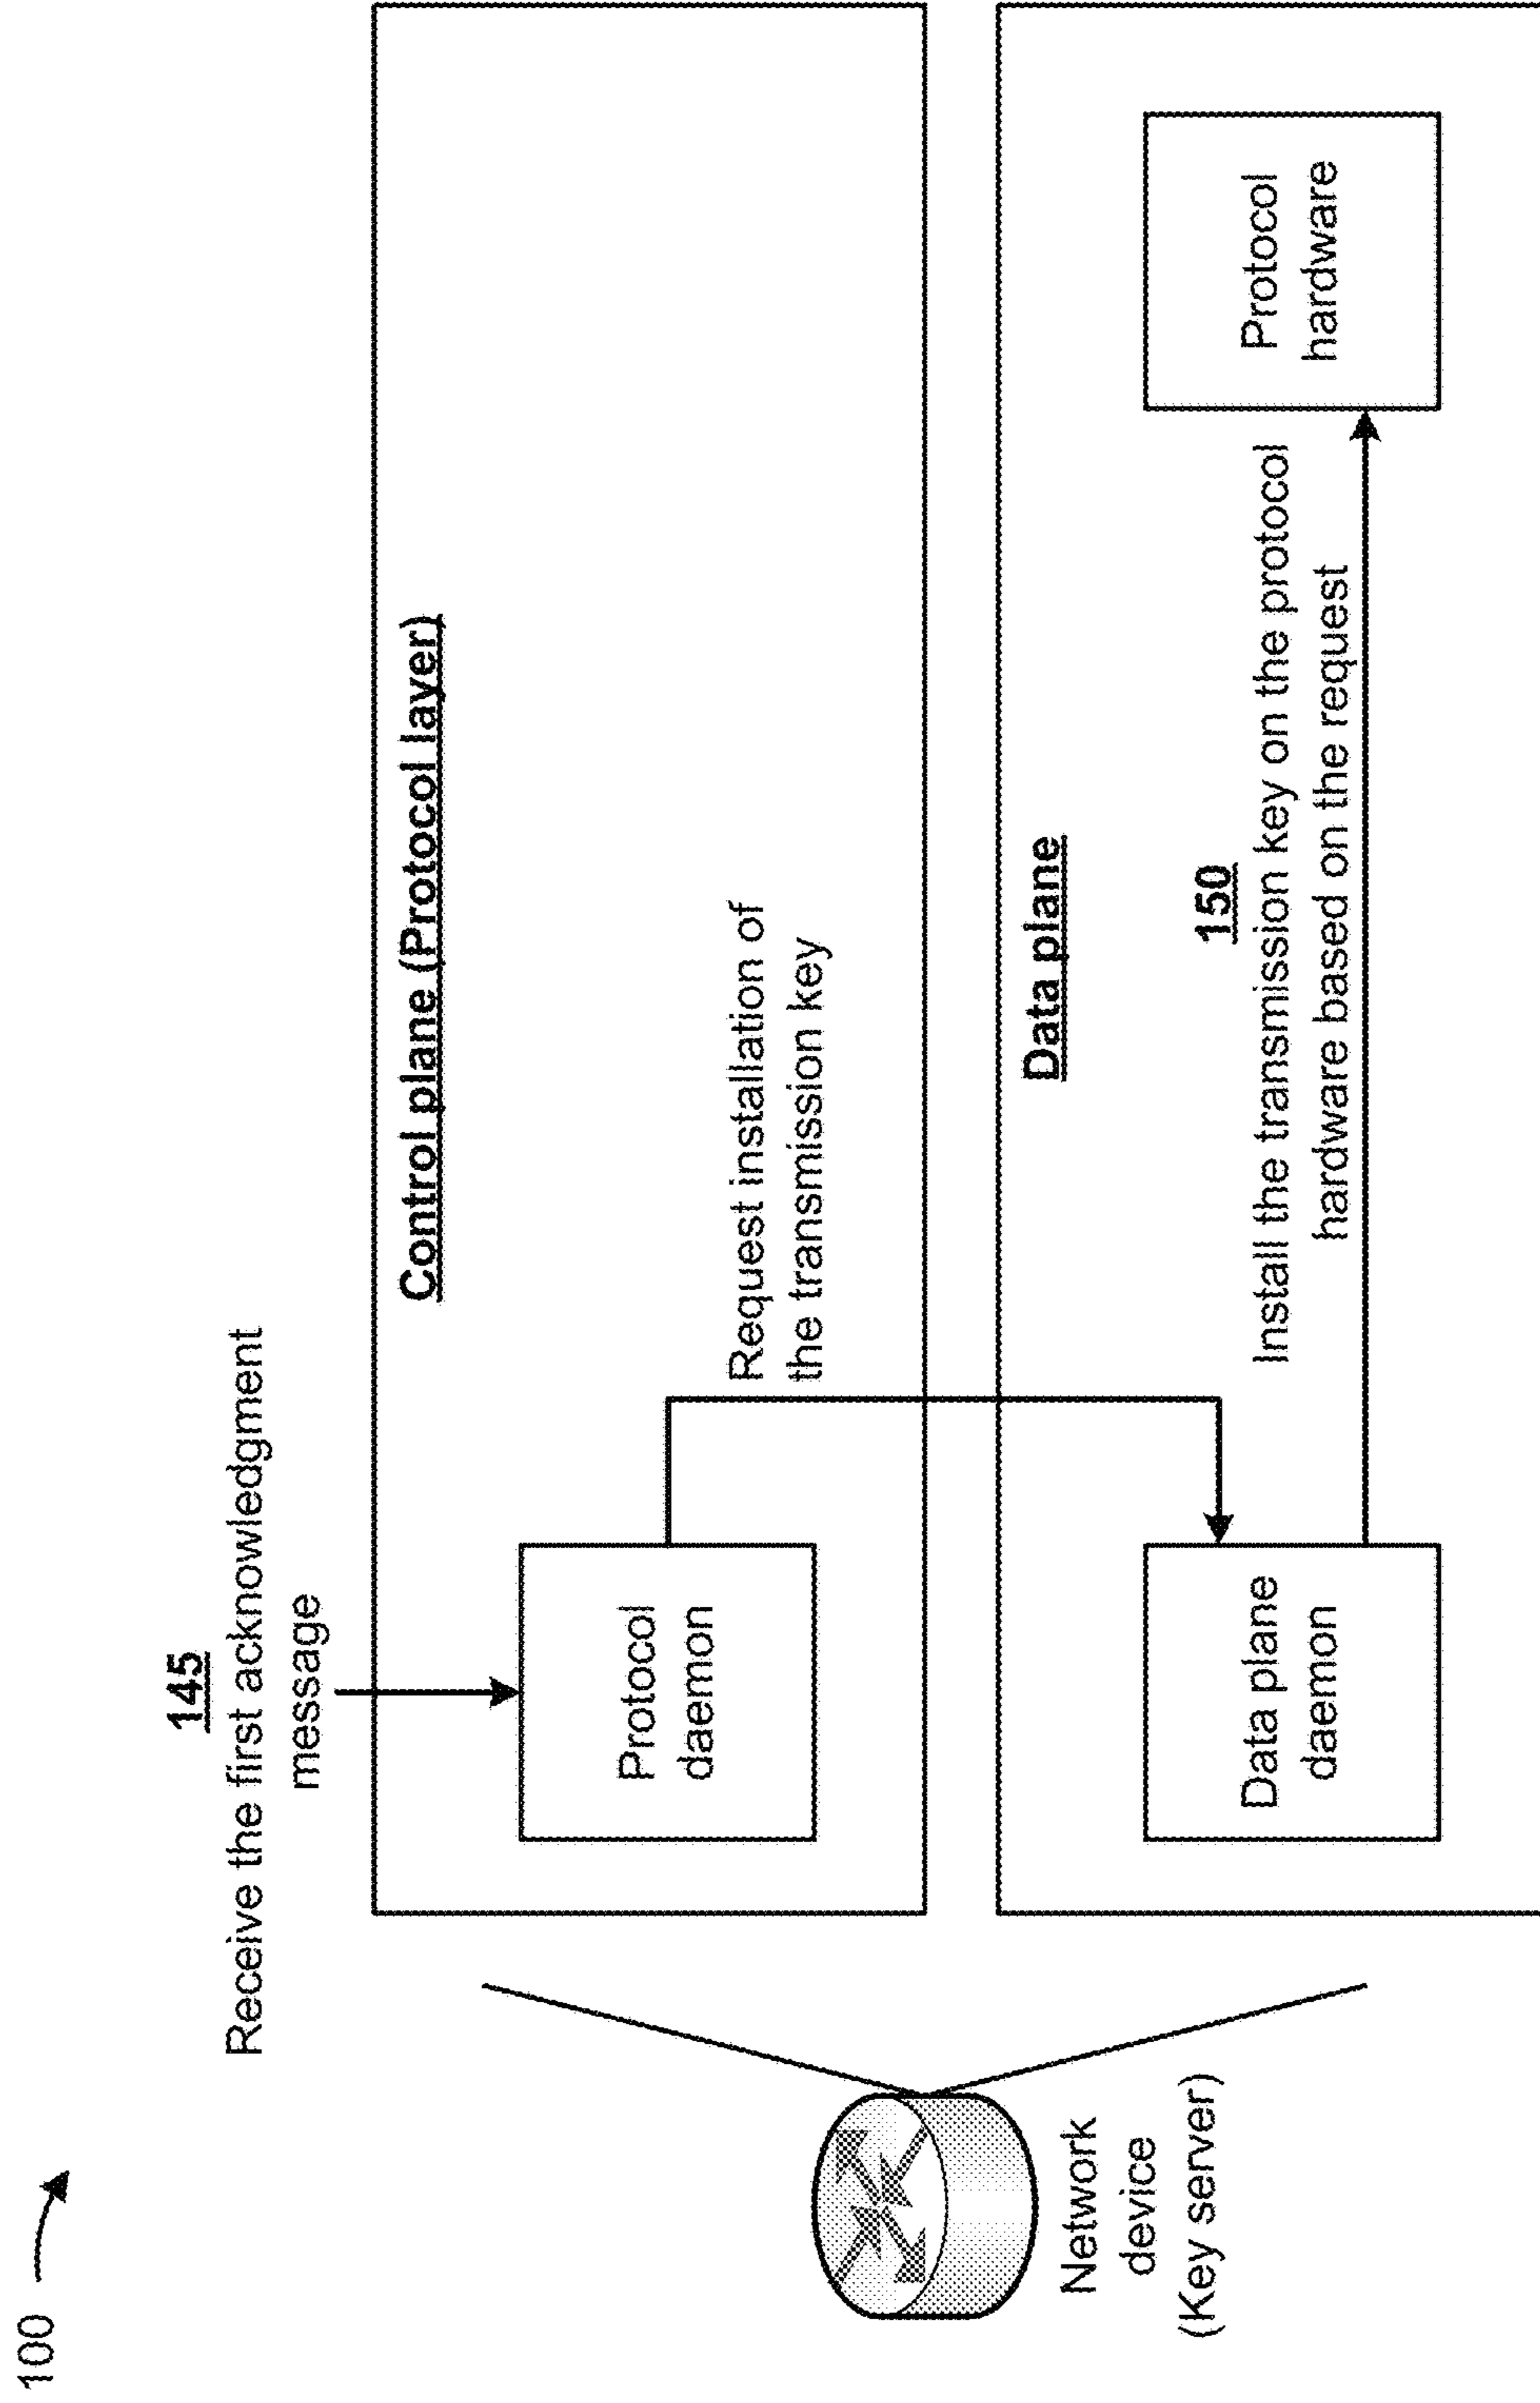 100
145
Receive the first acknowledgment
message
Control plane (Protocol layer)
Protocol
daemon
Request installation of
the transmission key
Network
device
(Key server)
Data plane
150
Install the transmission key on the protocol
hardware based on the request
Data plane
daemon
Protocol
hardware